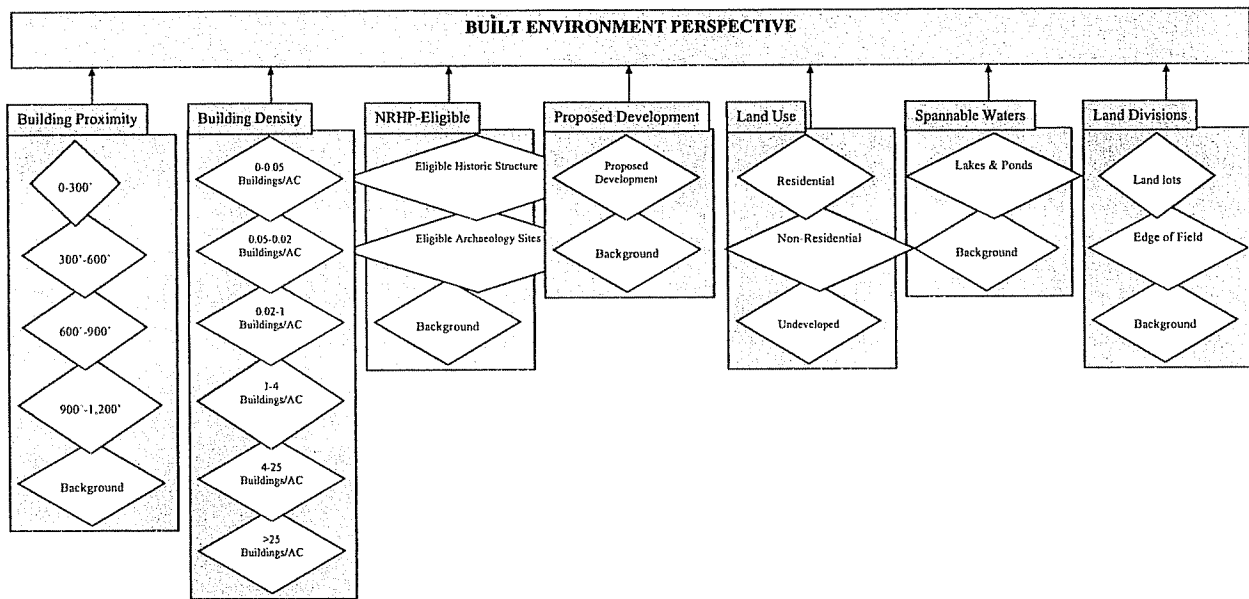 BUILT ENVIRONMENT PERSPECTIVE
Building Proximity
0-300'
300'-600'
600'-900'
900'-1,200'
Background
Building Density
0-0.05
Buildings/AC
0.05-0.02
Buildings/AC
0.02-1
Buildings/AC
1-4
Buildings/AC
4-25
Buildings/AC
>25
Buildings/AC
NRHP-Eligible
Eligible Historic Structure
Eligible Archaeology Sites
Background
Proposed Development
Proposed
Development
Background
Land Use
Residential
Non-Residential
Undeveloped
Spannable Waters
Lakes & Ponds
Background
Land Divisions
Land lots
Edge of Field
Background